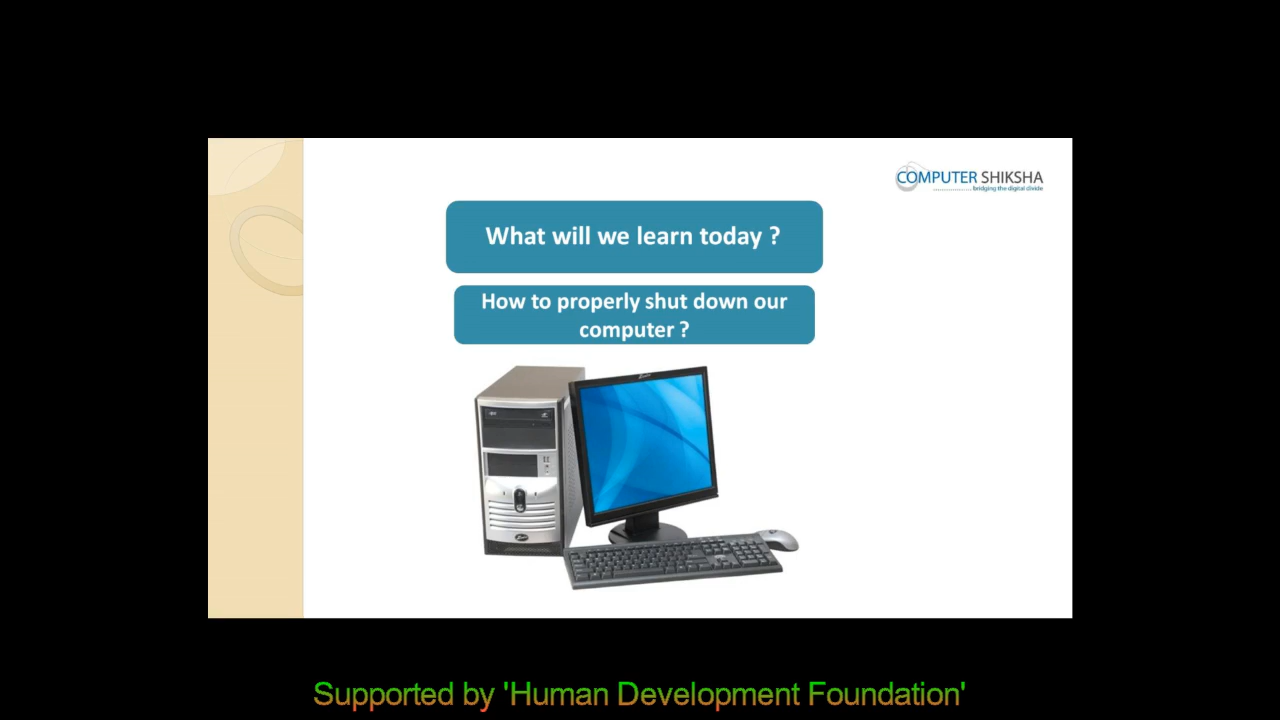 COMPUTER SHIKSHA
.................. bridging the digital divide
What will we learn today ?
How to properly shut down our
computer ?
Supported by 'Human Development Foundation'